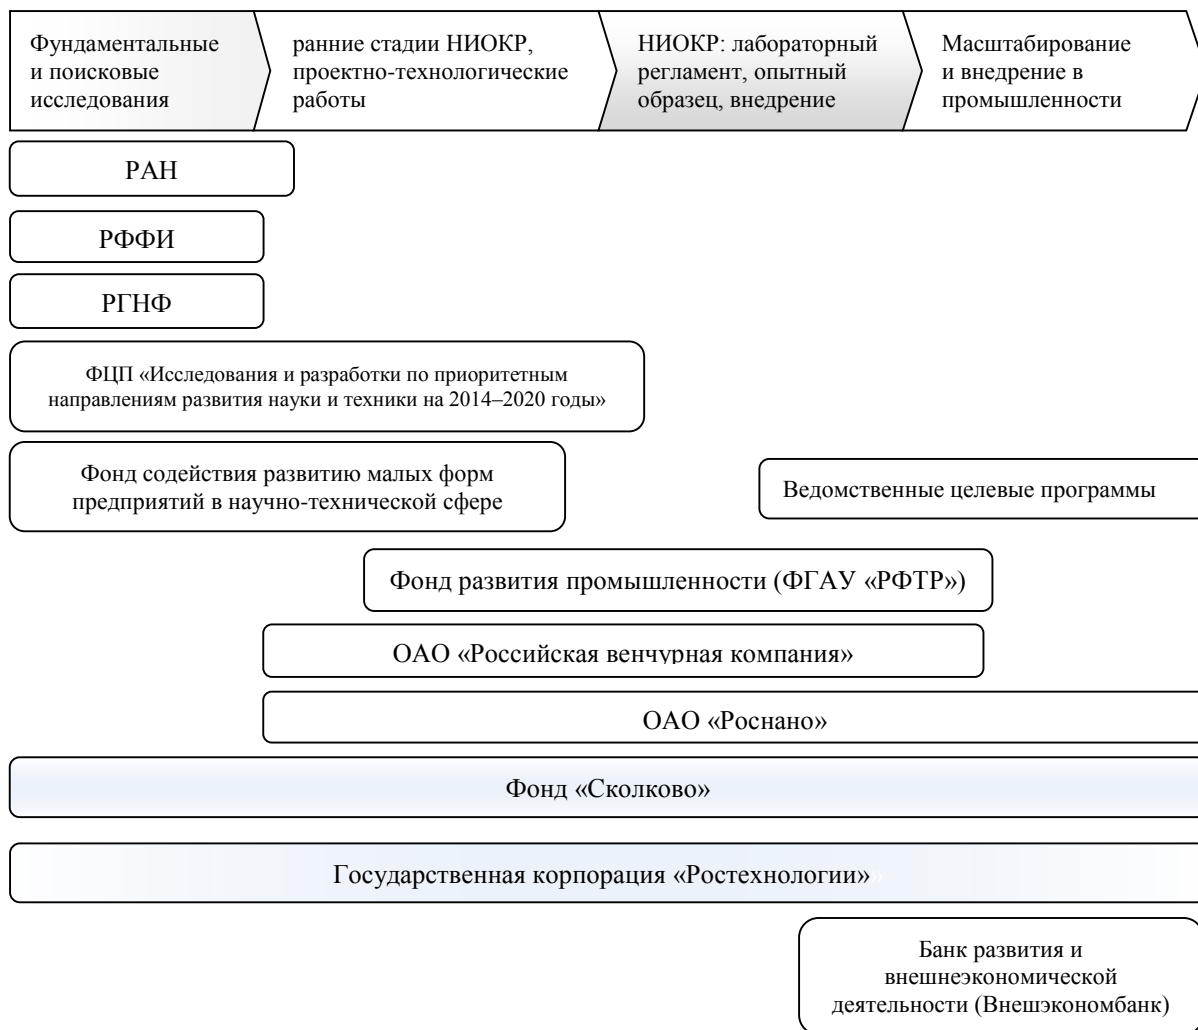 Фундаментальные
и поисковые
исследования
ранние стадии НИОКР,
проектно-технологические
работы
НИОКР: лабораторный
регламент, опытный
образец, внедрение
Масштабирование
и внедрение в
промышленности
РАН
РФФИ
РГНФ
ФЦП «Исследования и разработки по приоритетным
направлениям развития науки и техники на 2014–2020 годы»
Фонд содействия развитию малых форм
предприятий в научно-технической сфере
Ведомственные целевые программы
Фонд развития промышленности (ФГАУ «РФТР»)
ОАО «Российская венчурная компания»
ОАО «Роснано»
Фонд «Сколково»
Государственная корпорация «Ростехнологии»
Банк развития и
внешнеэкономической
деятельности (Внешэкономбанк)